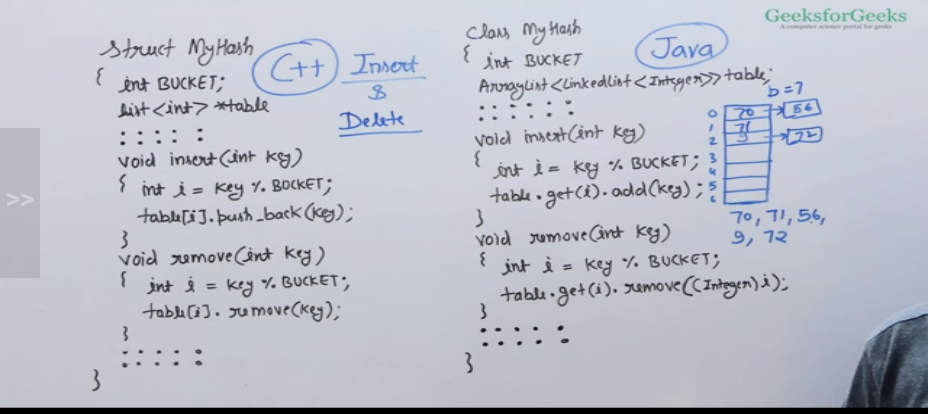 GeeksforGeeks
A computer science portal for geeks
>>
Struct MyHash
{ int BUCKET;
list<int> *table
: : : : :
void insert(int key)
{ int i = key % BUCKET;
table[i].push_back(key);
}
void remove(int key)
{ int i = key % BUCKET;
table[i].remove(key);
}
: : : : :
}
C++
Insert
&
Delete
Class MyHash
{ int BUCKET
ArrayList<LinkedList<Integer>> table;
: : : : : :
void insert(int key)
{ int i = key % BUCKET;
table.get(i).add(key);
}
void remove(int key)
{ int i = key % BUCKET;
table.get(i).remove((Integer)i);
}
: : : : : :
}
Java
b=7
0 70 56
1 71
2 9 72
3
4
5
6
70, 71, 56,
9, 72